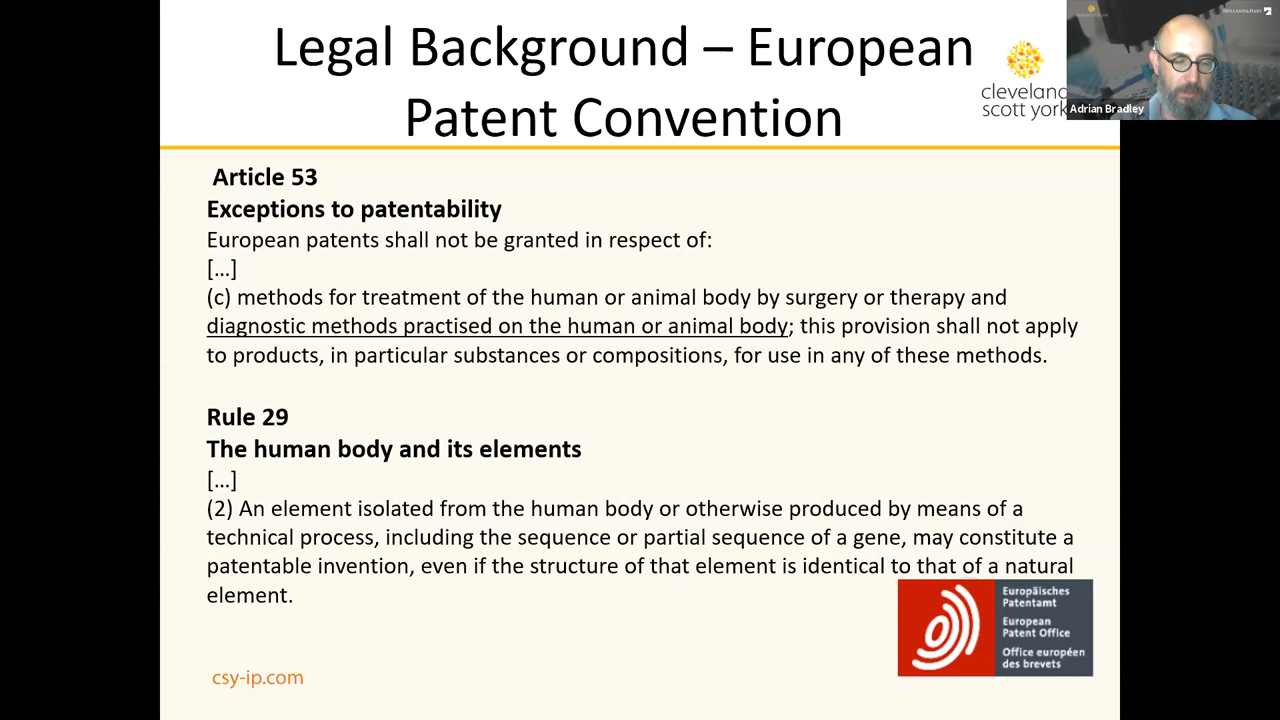 Legal Background – European
Patent Convention
cleveland
scott york
HOLLAND & HART
Adrian Bradley
Article 53
Exceptions to patentability
European patents shall not be granted in respect of:
[...]
(c) methods for treatment of the human or animal body by surgery or therapy and
diagnostic methods practised on the human or animal body; this provision shall not apply
to products, in particular substances or compositions, for use in any of these methods.
Rule 29
The human body and its elements
[...]
(2) An element isolated from the human body or otherwise produced by means of a
technical process, including the sequence or partial sequence of a gene, may constitute a
patentable invention, even if the structure of that element is identical to that of a natural
element.
Europäisches
Patentamt
European
Patent Office
Office européen
des brevets
csy-ip.com